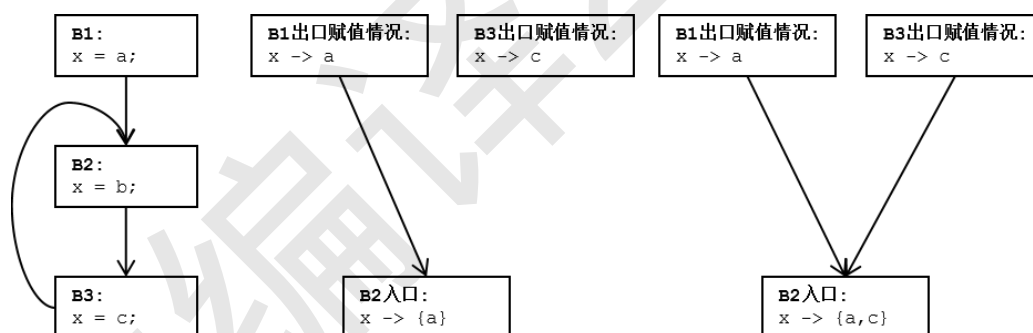 B1:
x = a;
B1出口赋值情况:
x -> a
B3出口赋值情况:
x -> c
B1出口赋值情况:
x -> a
B3出口赋值情况:
x -> c
B2:
x = b;
B3:
x = c;
B2入口:
x -> {a}
B2入口:
x -> {a,c}
编译